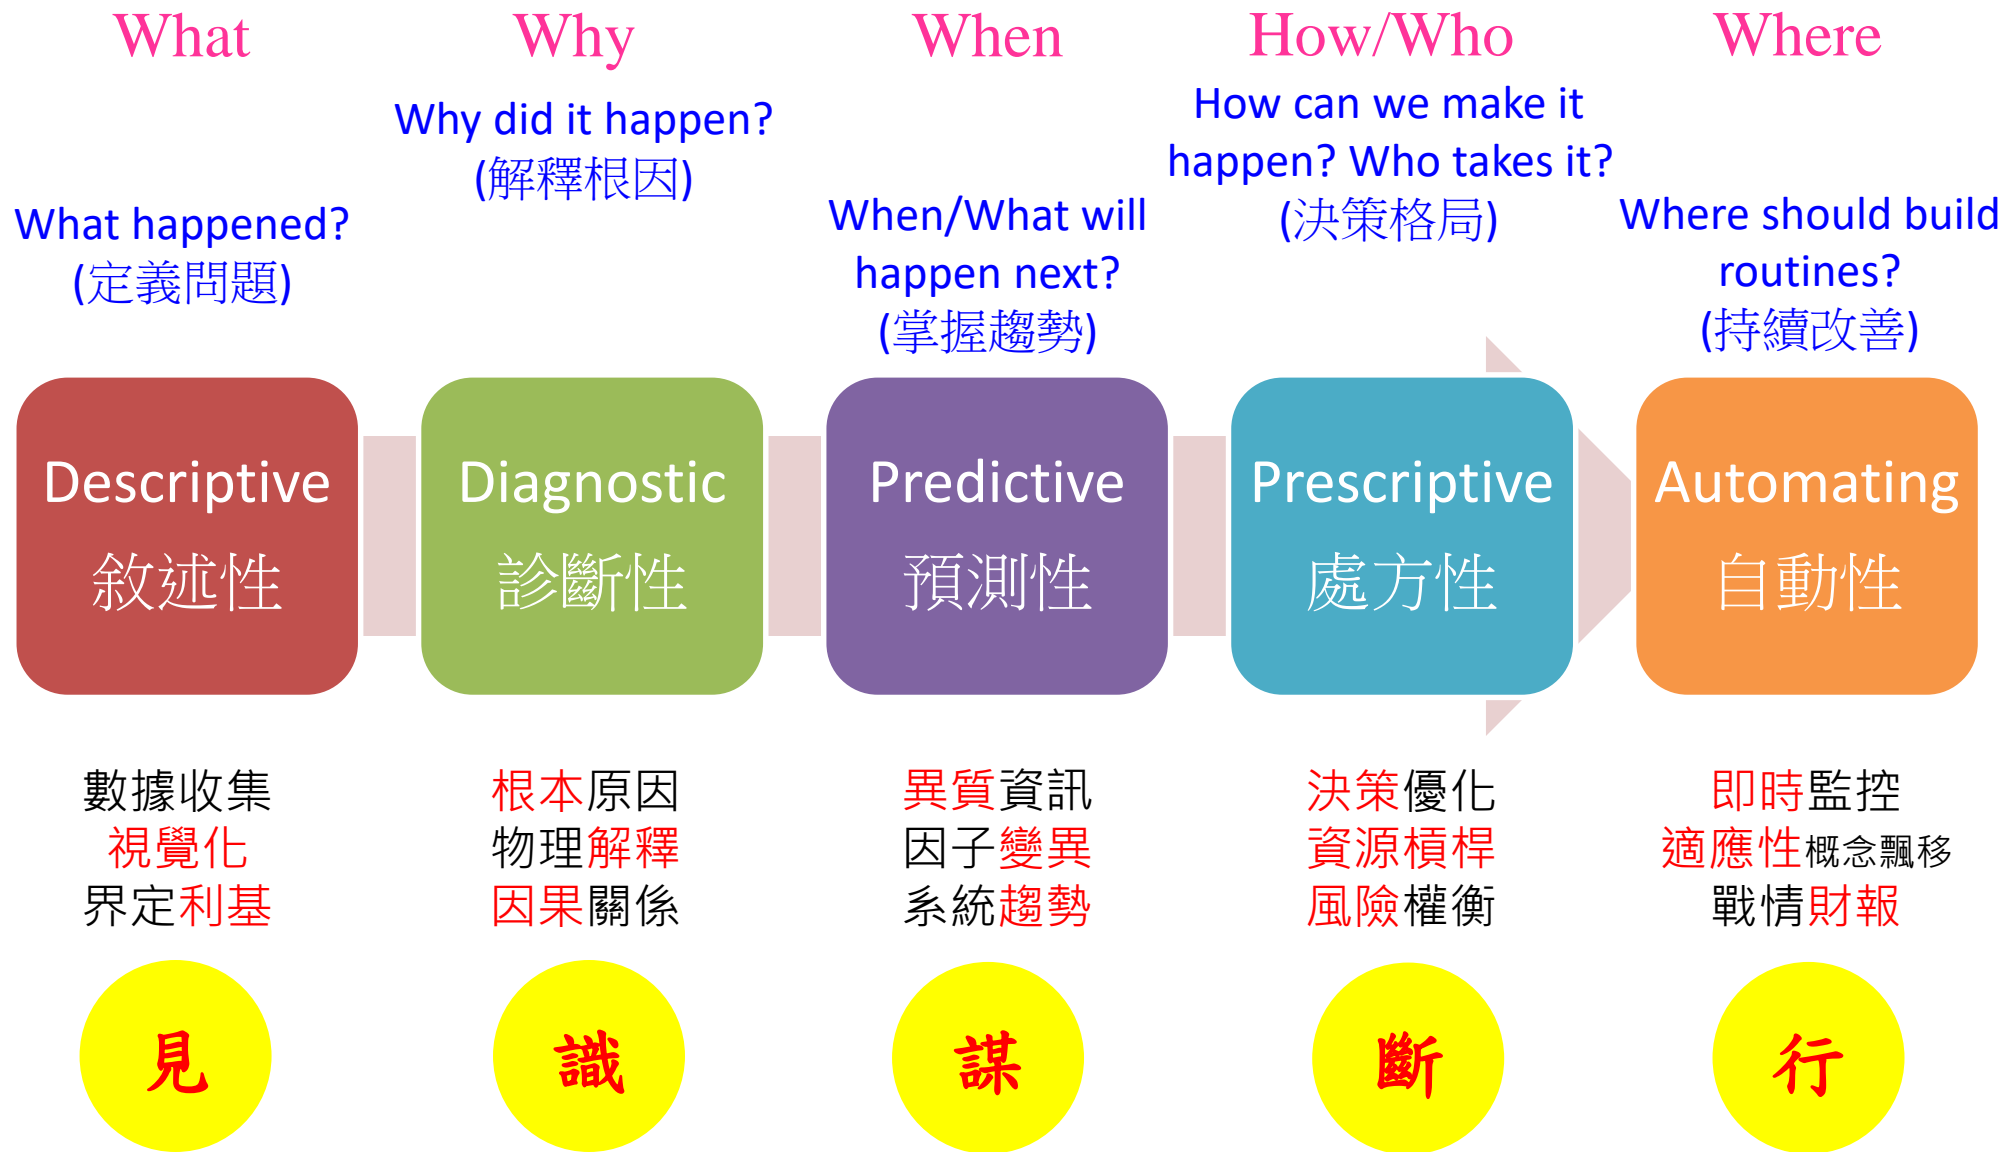 What
Why
When
How/Who
Where
What happened?
(定義問題)
Why did it happen?
(解釋根因)
When/What will
happen next?
(掌握趨勢)
How can we make it
happen? Who takes it?
(決策格局)
Where should build
routines?
(持續改善)
Descriptive
敘述性
Diagnostic
診斷性
Predictive
預測性
Prescriptive
處方性
Automating
自動性
數據收集
視覺化
界定利基
根本原因
物理解釋
因果關係
異質資訊
因子變異
系統趨勢
決策優化
資源槓桿
風險權衡
即時監控
適應性概念飄移
戰情財報
見
識
謀
斷
行